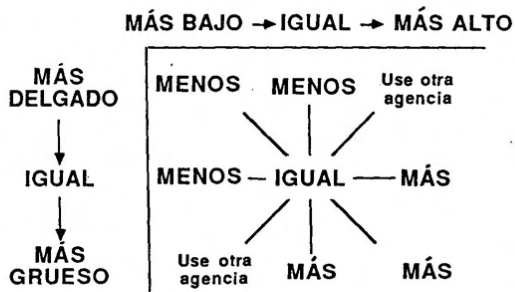 MÁS BAJO → IGUAL → MÁS ALTO
MÁS
DELGADO
MENOS MENOS Use otra
agencia
IGUAL
MENOS IGUAL MÁS
MÁS
GRUESO
Use otra
agencia MÁS MÁS